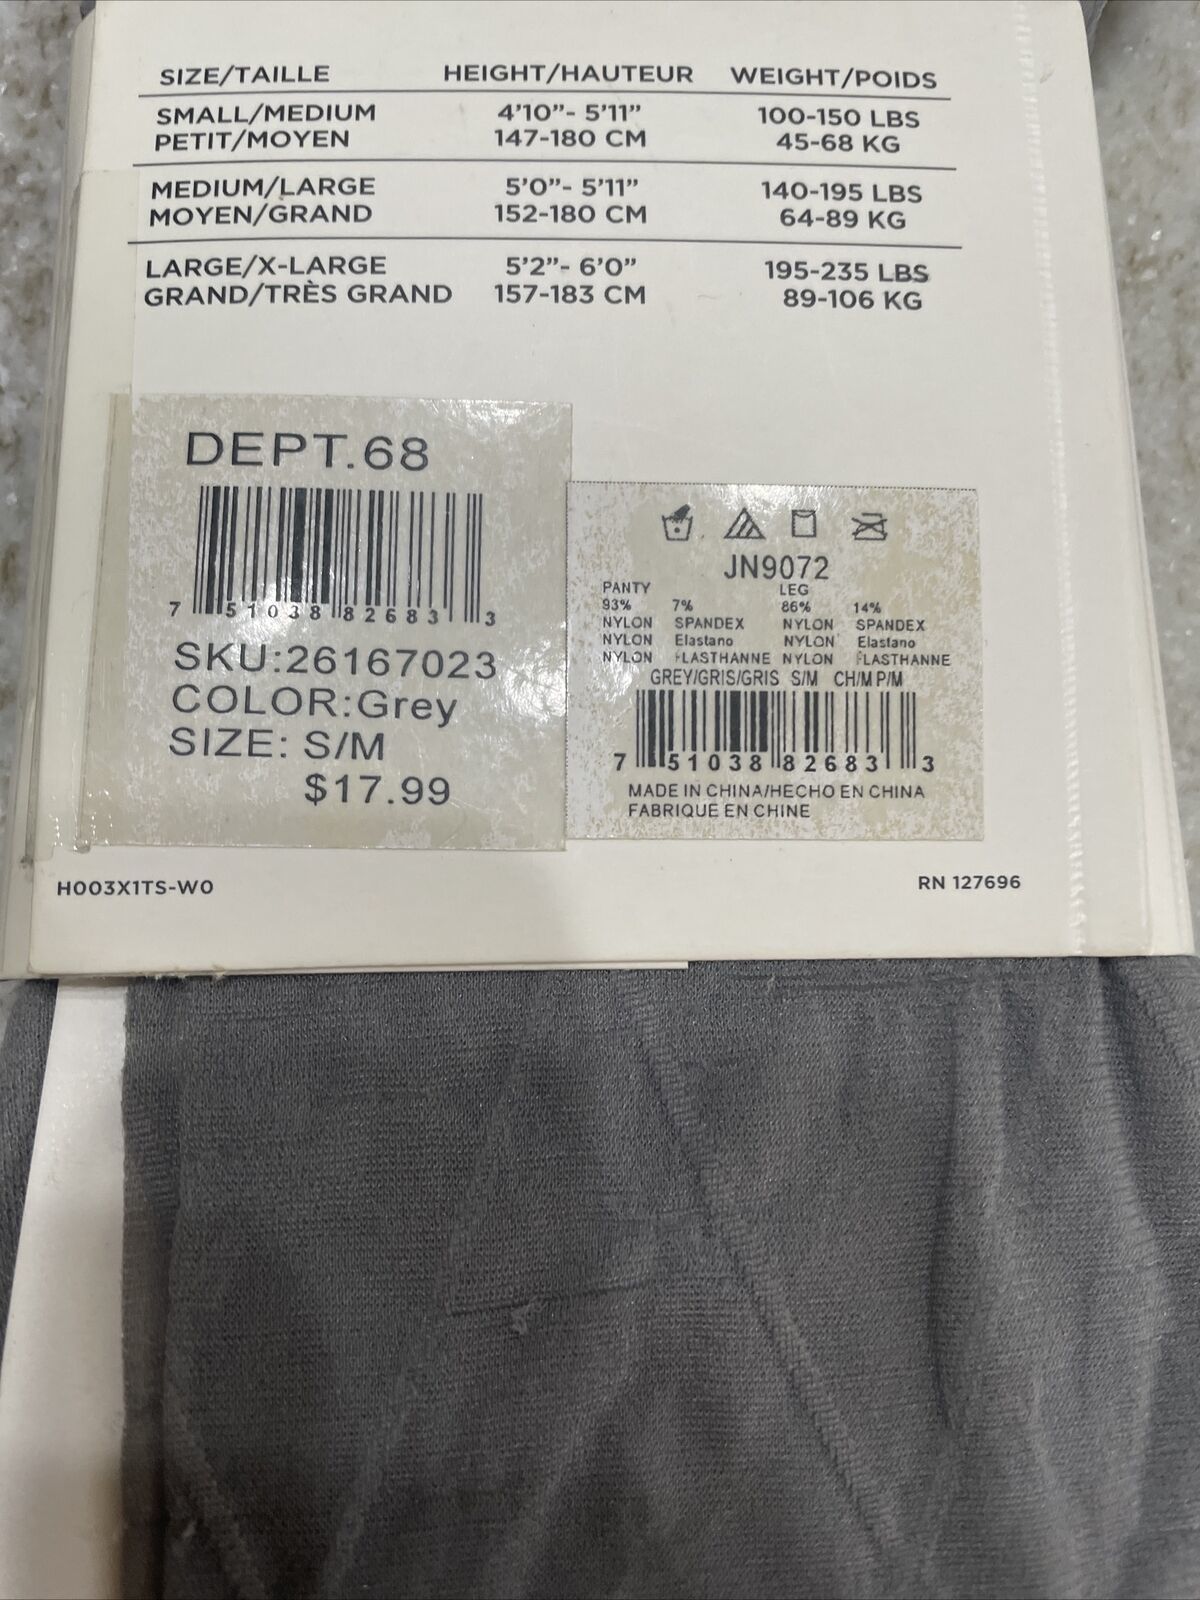 SIZE/TAILLE HEIGHT/HAUTEUR WEIGHT/POIDS
SMALL/MEDIUM 4'10”- 5'11” 100-150 LBS
PETIT/MOYEN 147-180 CM 45-68 KG
MEDIUM/LARGE 5'0”- 5'11” 140-195 LBS
MOYEN/GRAND 152-180 CM 64-89 KG
LARGE/X-LARGE 5'2”- 6'0” 195-235 LBS
GRAND/TRÈS GRAND 157-183 CM 89-106 KG
DEPT.68
7 51038 82683 3
SKU:26167023
COLOR:Grey
SIZE: S/M
$17.99
JN9072
PANTY LEG
93% 7% 86% 14%
NYLON SPANDEX NYLON SPANDEX
NYLON Elastano NYLON Elastano
NYLON ELASTHANNE NYLON ELASTHANNE
GREY/GRIS/GRIS S/M CH/M P/M
7 51038 82683 3
MADE IN CHINA/HECHO EN CHINA
FABRIQUE EN CHINE
H003X1TS-W0 RN 127696